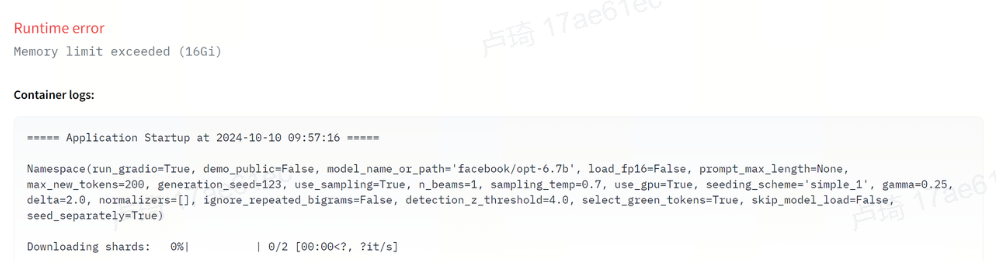 Runtime error
Memory limit exceeded (16Gi)
卢琦 17ae61ec
Container logs:
===== Application Startup at 2024-10-10 09:57:16 =====
Namespace(run_gradio=True, demo_public=False, model_name_or_path='facebook/opt-6.7b', load_fp16=False, prompt_max_length=None,
max_new_tokens=200, generation_seed=123, use_sampling=True, n_beams=1, sampling_temp=0.7, use_gpu=True, seeding_scheme='simple_1', gamma=0.25,
delta=2.0, normalizers=[], ignore_repeated_bigrams=False, detection_z_threshold=4.0, select_green_tokens=True, skip_model_load=False,
seed_separately=True)
卢琦 17ae61
Downloading shards:   0%|          | 0/2 [00:00<?, ?it/s]